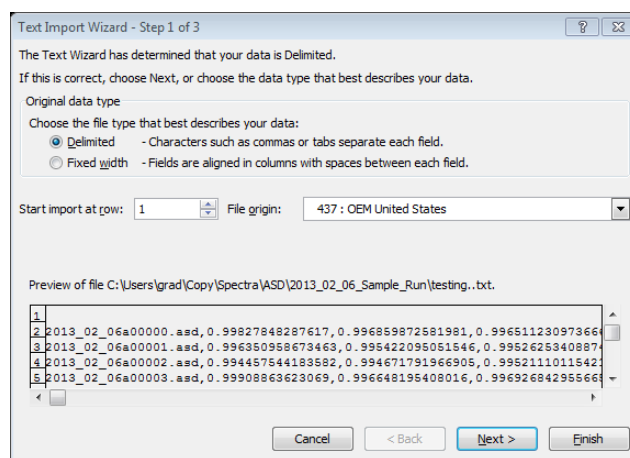 Text Import Wizard - Step 1 of 3
The Text Wizard has determined that your data is Delimited.
If this is correct, choose Next, or choose the data type that best describes your data.
Original data type
Choose the file type that best describes your data:
Delimited - Characters such as commas or tabs separate each field.
Fixed width - Fields are aligned in columns with spaces between each field.
Start import at row: 1 File origin: 437 : OEM United States
Preview of file C:\Users\grad\Copy\Spectra\ASD\2013_02_06_Sample_Run\testing..txt.
1
2 2013_02_06a00000.asd,0.99827848287617,0.996859872581981,0.99651123097366
3 2013_02_06a00001.asd,0.996350958673463,0.995422095051546,0.9952625340887
4 2013_02_06a00002.asd,0.994457544183582,0.994671791966905,0.9952111011542
5 2013_02_06a00003.asd,0.99908863623069,0.996648195408016,0.99692684295566
Cancel < Back Next > Finish